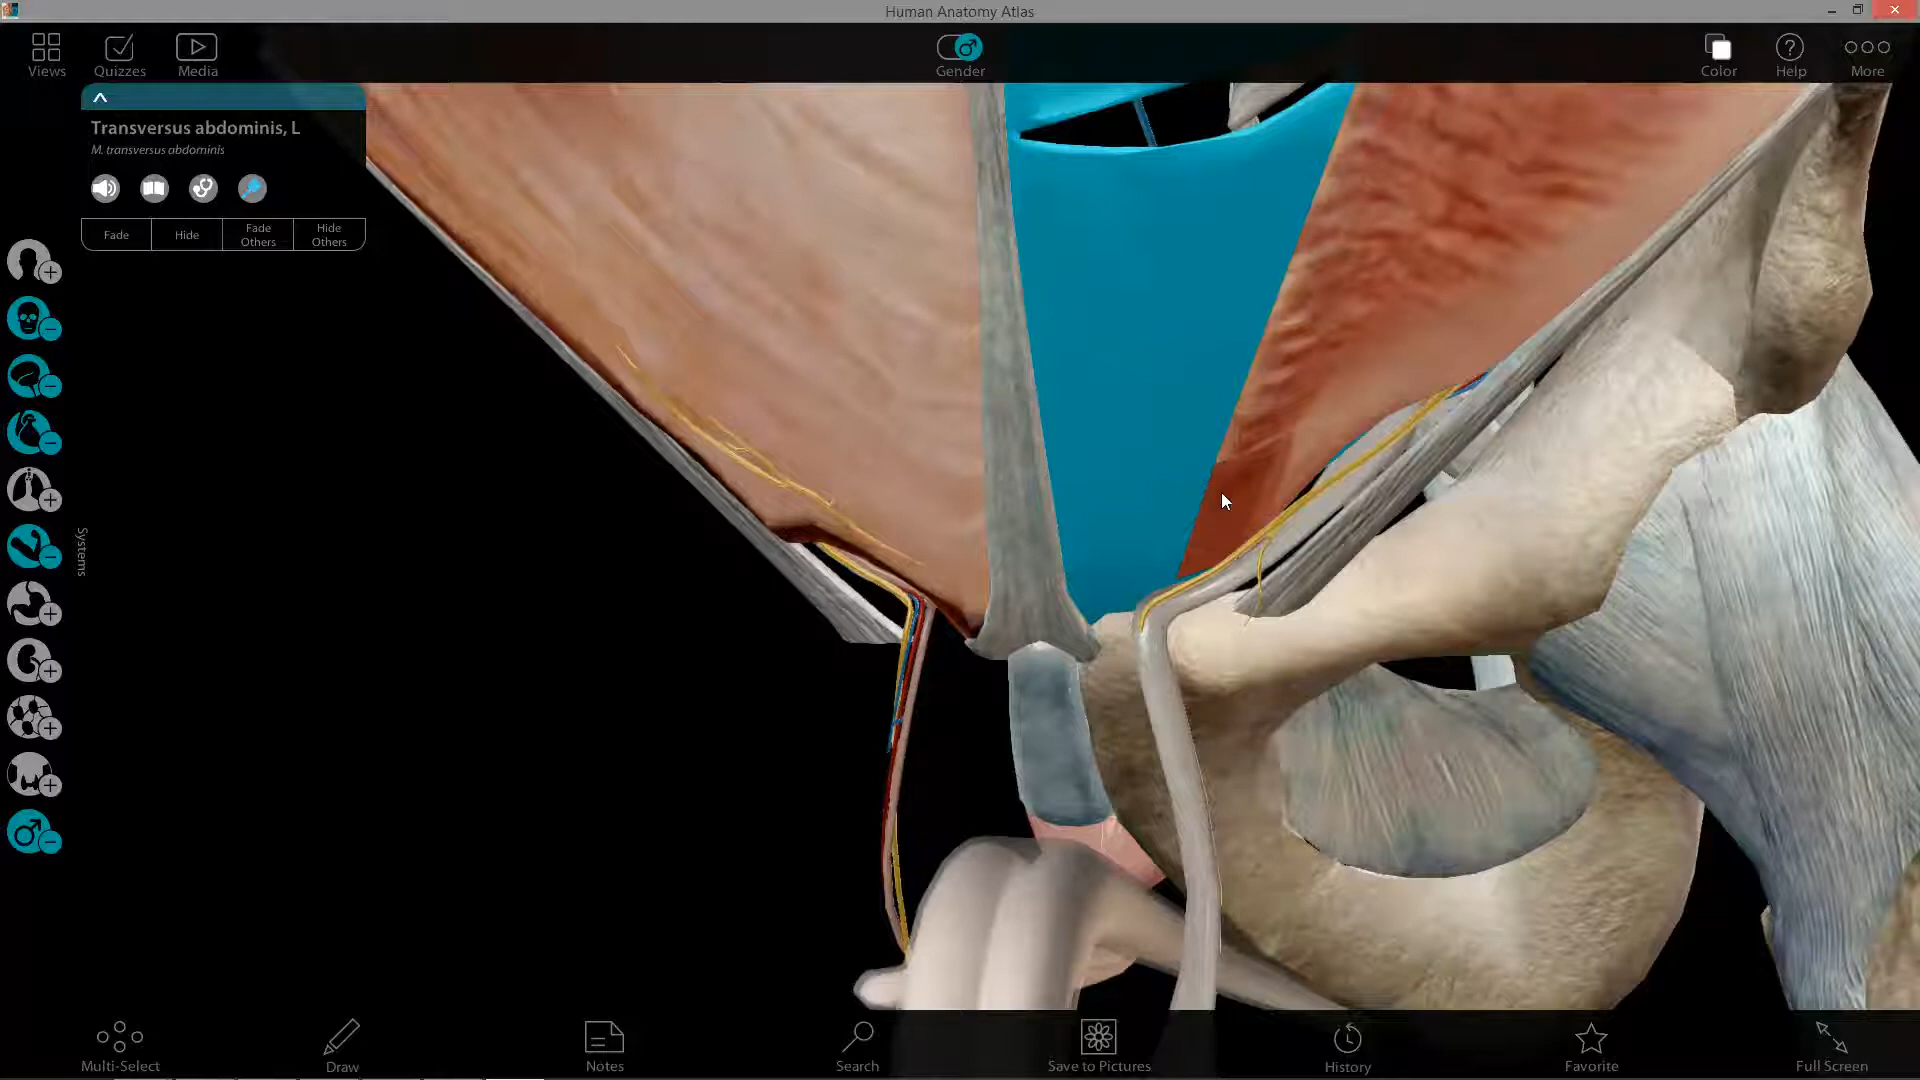 Human Anatomy Atlas
Views
Quizzes
Media
Gender
Color
Help
More
Transversus abdominis, L
M. transversus abdominis
Fade
Hide
Fade
Others
Hide
Others
Systems
Multi-Select
Draw
Notes
Search
Save to Pictures
History
Favorite
Full Screen